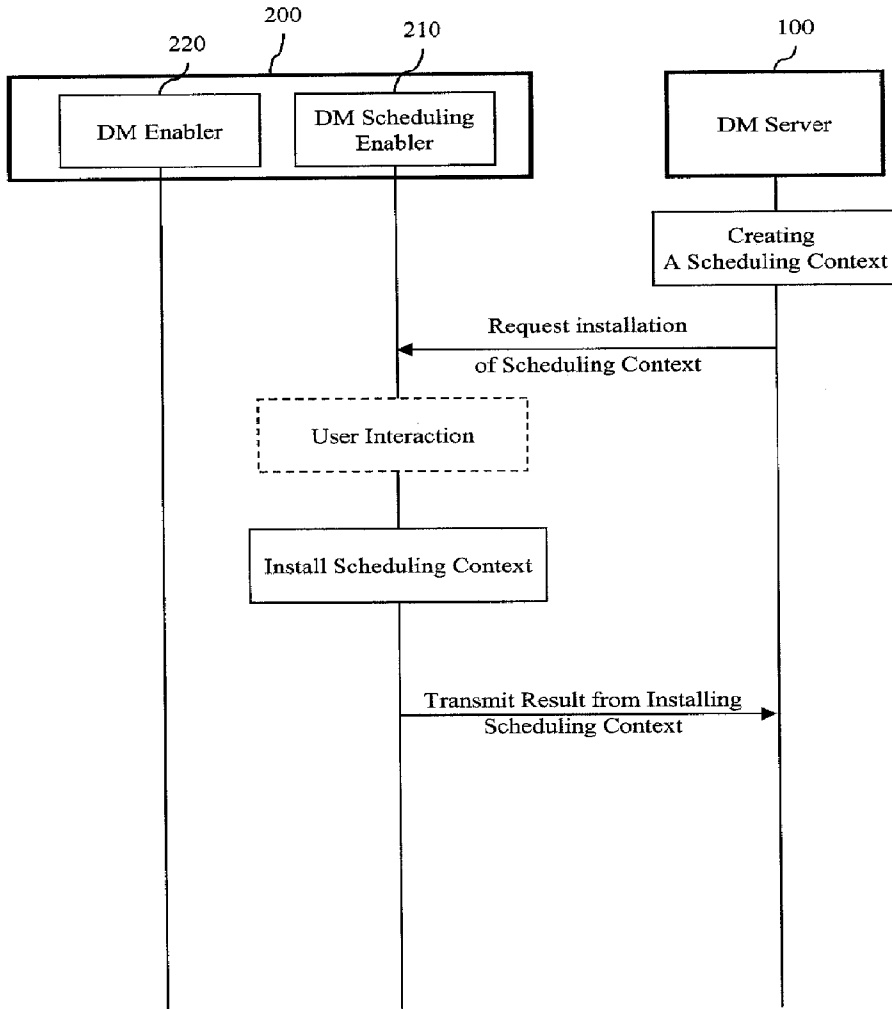 200
220
210
100
DM Enabler
DM Scheduling
Enabler
DM Server
Creating
A Scheduling Context
Request installation
of Scheduling Context
User Interaction
Install Scheduling Context
Transmit Result from Installing
Scheduling Context